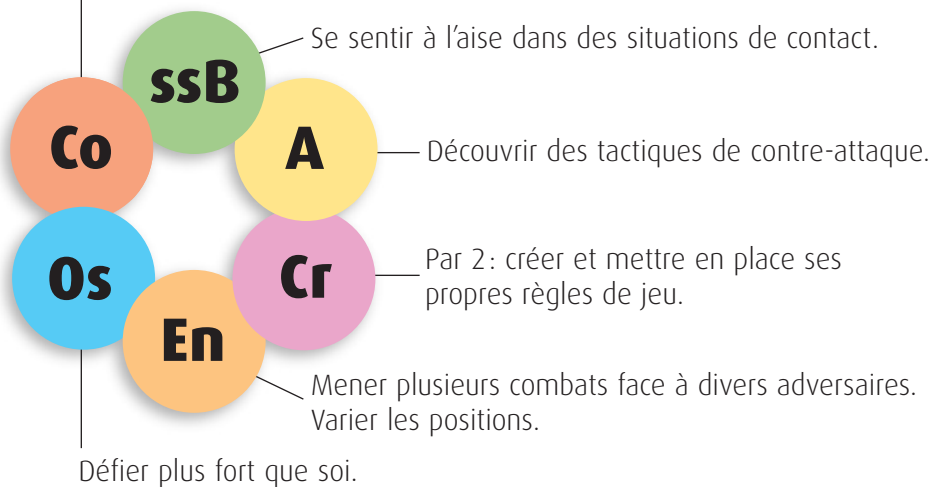 ssB
Se sentir à l’aise dans des situations de contact.
Co
A
Découvrir des tactiques de contre-attaque.
Os
Cr
Par 2 : créer et mettre en place ses
propres règles de jeu.
En
Mener plusieurs combats face à divers adversaires.
Varier les positions.
Défier plus fort que soi.